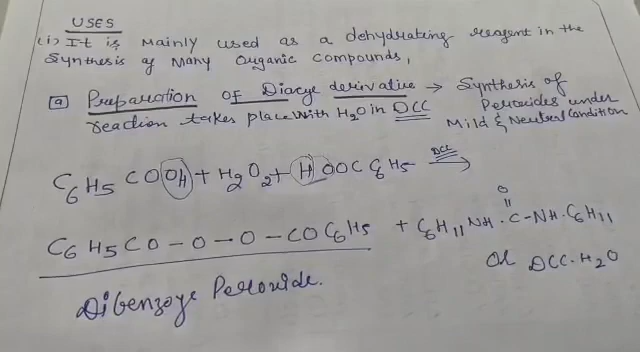 USES
(i) It is mainly used as a dehydrating reagent in the
Synthesis of Many Organic compounds,
(a) Preparation of Diacyl derivative → Synthesis of
reaction takes place with H2O in DCC Peroxides under
Mild & Neutral Condition
C6H5COOH + H2O2 + HOOCC6H5 DCC →
C6H5CO-O-O-COC6H5 + C6H11NH-C-NH-C6H11
O
||
or DCC.H2O
Dibenzoyl Peroxide.